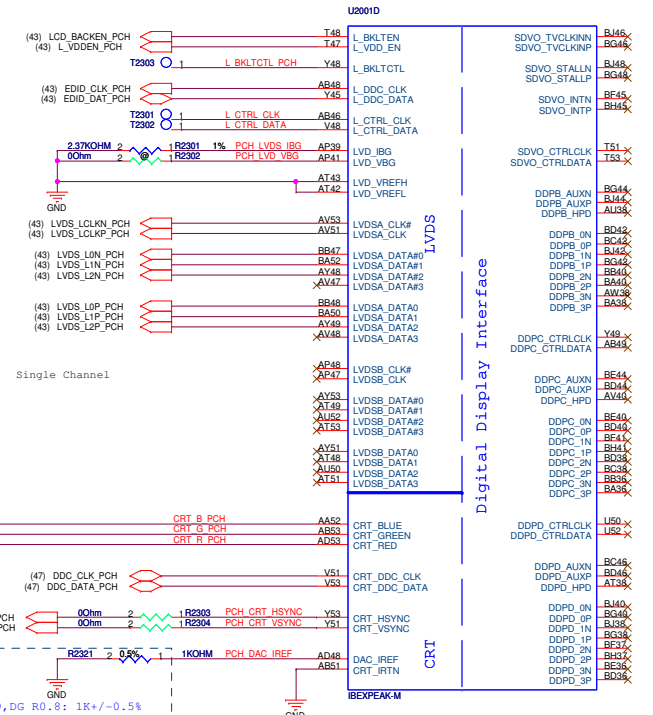 U2001D
(43) LCD_BACKEN_PCH T48 L_BKLTEN SDVO_TVCLKINN BJ46
(43) L_VDDEN_PCH T47 L_VDD_EN SDVO_TVCLKINP BG46
T2303 1 L_BKLTCTL_PCH Y48 L_BKLTCTL SDVO_STALLN BJ48
SDVO_STALLP BG48
(43) EDID_CLK_PCH AB48 L_DDC_CLK
(43) EDID_DAT_PCH Y45 L_DDC_DATA SDVO_INTN BF45
SDVO_INTP BH45
T2301 1 L_CTRL_CLK AB46 L_CTRL_CLK
T2302 1 L_CTRL_DATA V48 L_CTRL_DATA
2.37KOHM 2 1 R2301 1% PCH_LVDS_IBG AP39 LVD_IBG SDVO_CTRLCLK T51
0Ohm 2 @ 1 R2302 PCH_LVD_VBG AP41 LVD_VBG SDVO_CTRLDATA T53
AT43 LVD_VREFH
AT42 LVD_VREFL DDPB_AUXN BG44
DDPB_AUXP BJ44
GND DDPB_HPD AU38
(43) LVDS_LCLKN_PCH AV53 LVDSA_CLK#
(43) LVDS_LCLKP_PCH AV51 LVDSA_CLK DDPB_0N BD42
DDPB_0P BC42
(43) LVDS_L0N_PCH BB47 LVDSA_DATA#0 DDPB_1N BJ42
(43) LVDS_L1N_PCH BA52 LVDSA_DATA#1 DDPB_1P BG42
(43) LVDS_L2N_PCH AY48 LVDSA_DATA#2 DDPB_2N BB40
AV47 LVDSA_DATA#3 DDPB_2P BA40
DDPB_3N AW38
(43) LVDS_L0P_PCH BB48 LVDSA_DATA0 DDPB_3P BA38
(43) LVDS_L1P_PCH BA50 LVDSA_DATA1
(43) LVDS_L2P_PCH AY49 LVDSA_DATA2
AV48 LVDSA_DATA3 DDPC_CTRLCLK Y49
DDPC_CTRLDATA AB49
LVDS
Digital Display Interface
Single Channel
AP48 LVDSB_CLK#
AP47 LVDSB_CLK DDPC_AUXN BE44
DDPC_AUXP BD44
AY53 LVDSB_DATA#0 DDPC_HPD AV40
AT49 LVDSB_DATA#1
AU52 LVDSB_DATA#2 DDPC_0N BE40
AT53 LVDSB_DATA#3 DDPC_0P BD40
DDPC_1N BF41
AY51 LVDSB_DATA0 DDPC_1P BH41
AT48 LVDSB_DATA1 DDPC_2N BD38
AU50 LVDSB_DATA2 DDPC_2P BC38
AT51 LVDSB_DATA3 DDPC_3N BB36
DDPC_3P BA36
CRT_B_PCH AA52 CRT_BLUE DDPD_CTRLCLK U50
CRT_G_PCH AB53 CRT_GREEN DDPD_CTRLDATA U52
CRT_R_PCH AD53 CRT_RED
DDPD_AUXN BC46
(47) DDC_CLK_PCH V51 CRT_DDC_CLK DDPD_AUXP BD46
(47) DDC_DATA_PCH V53 CRT_DDC_DATA DDPD_HPD AT38
DDPD_0N BJ40
PCH 0Ohm 2 1 R2303 PCH_CRT_HSYNC Y53 CRT_HSYNC DDPD_0P BG40
PCH 0Ohm 2 1 R2304 PCH_CRT_VSYNC Y51 CRT_VSYNC DDPD_1N BJ38
DDPD_1P BG38
DDPD_2N BF37
R2321 2 0.5% 1 1KOHM PCH_DAC_IREF AD48 DAC_IREF DDPD_2P BH37
AB51 CRT_IRTN DDPD_3N BE36
DDPD_3P BD36
CRT
GND
IBEXPEAK-M
,DG R0.8: 1K+/-0.5%
GND